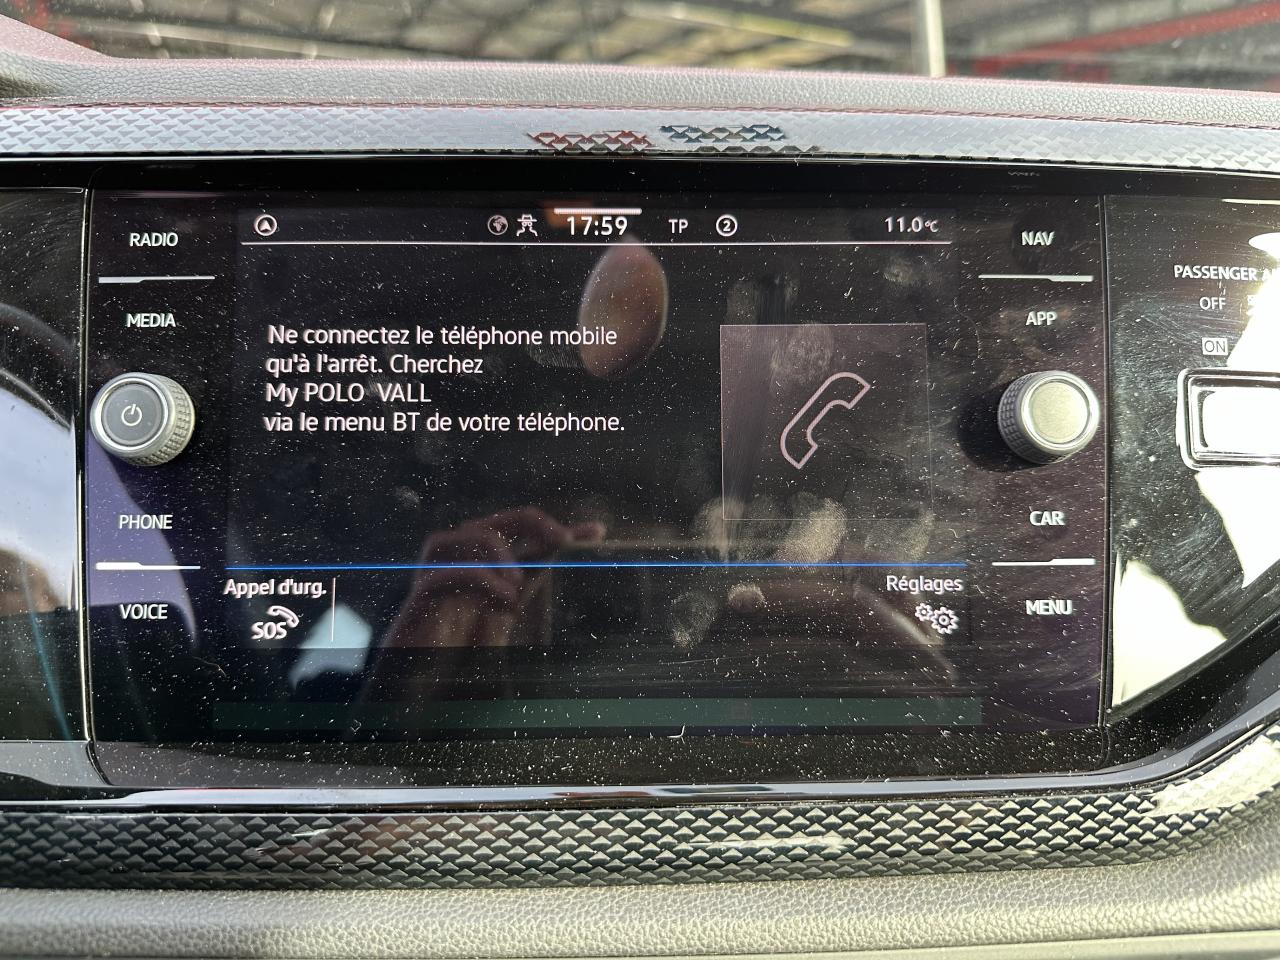 17:59 TP 2 11.0°C
RADIO
MEDIA
PHONE
VOICE
Ne connectez le téléphone mobile
qu'à l'arrêt. Cherchez
My POLO VALL
via le menu BT de votre téléphone.
Appel d'urg.
SOS
Réglages
NAV
APP
CAR
MENU
PASSENGER
OFF
ON